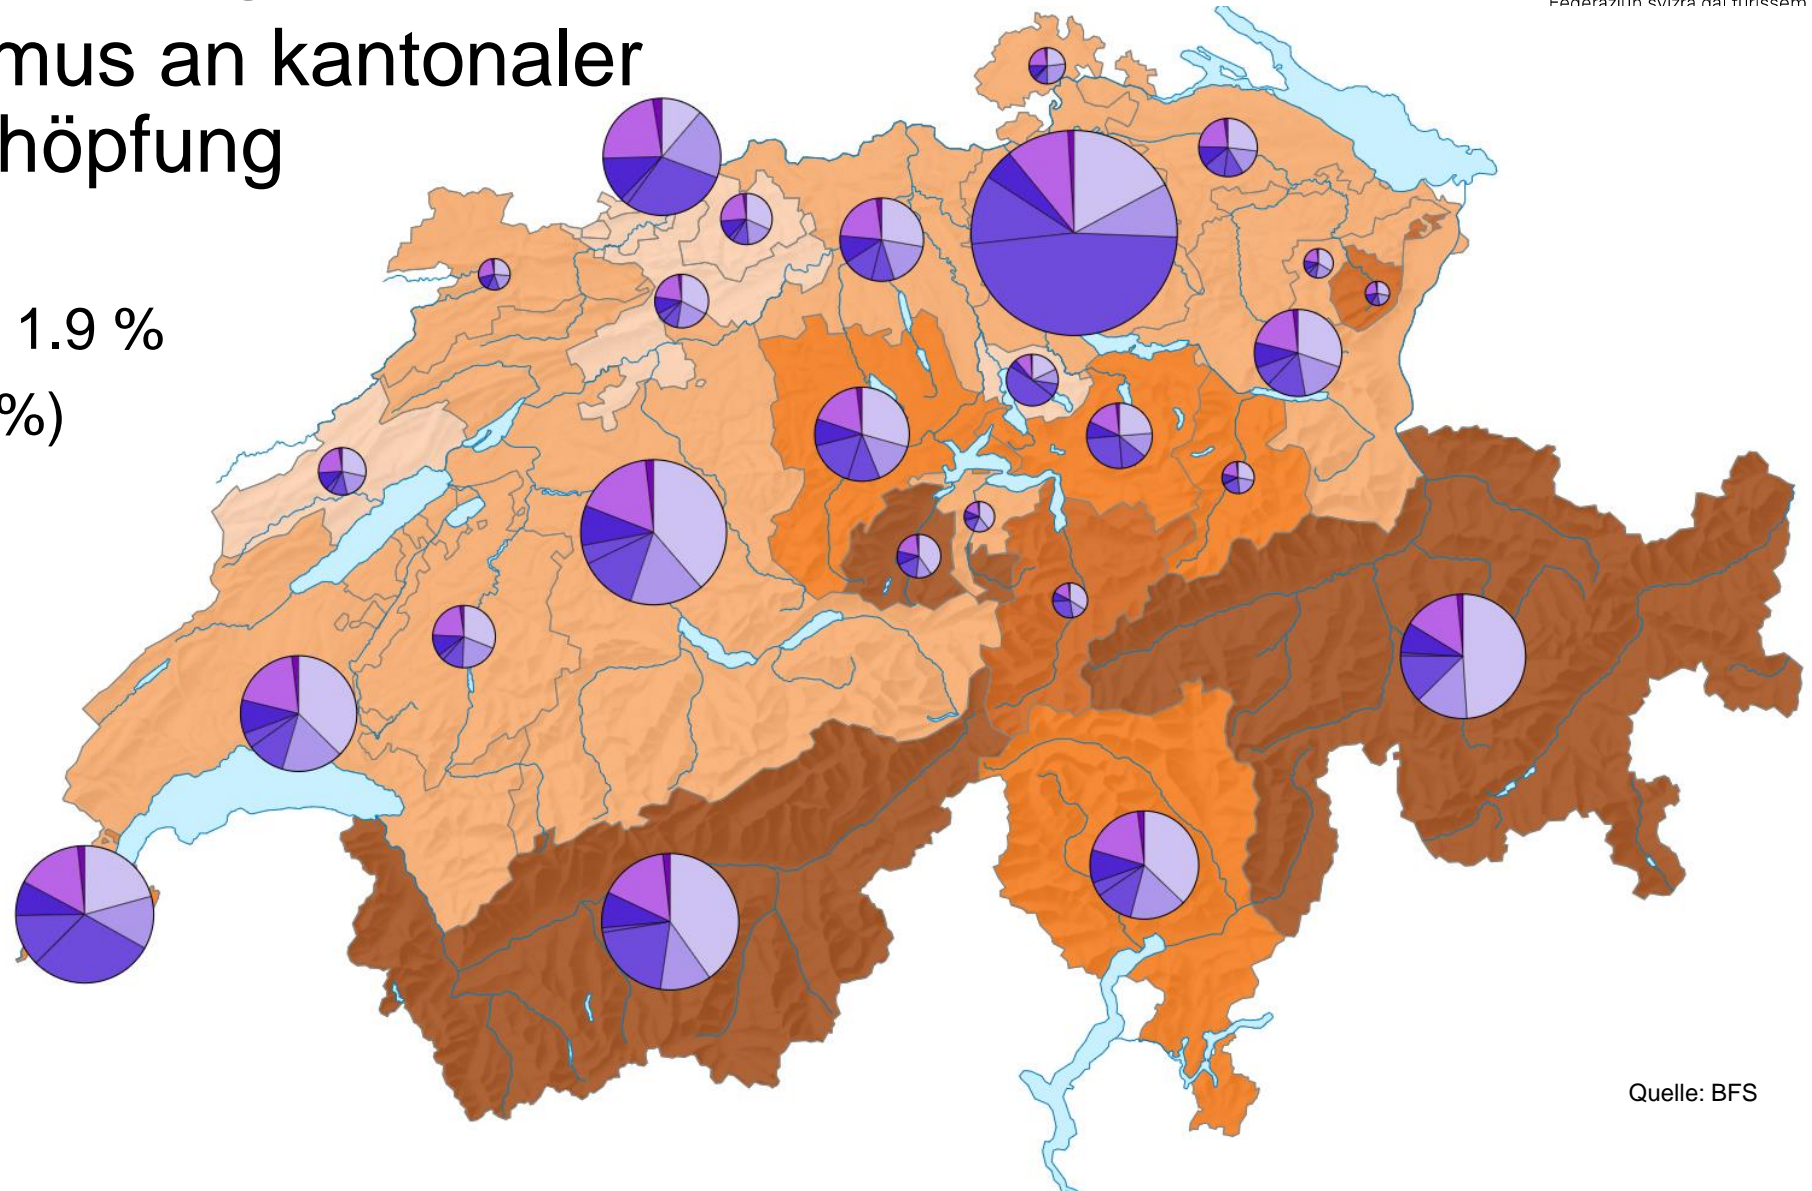 mus an kantonaler
höpfung
1.9 %
%)
Quelle: BFS